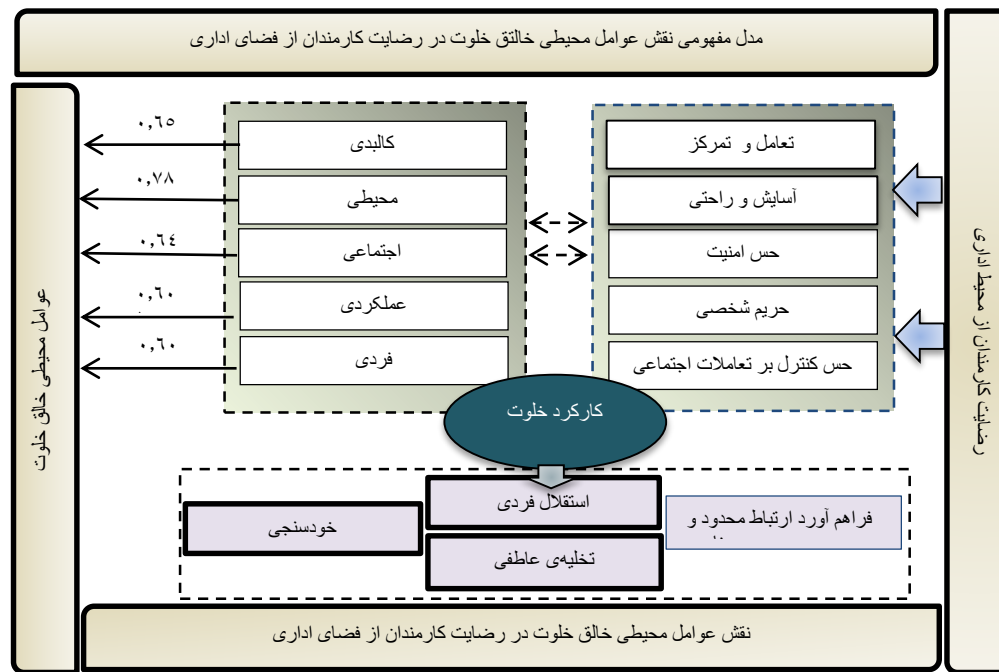 مدل مفهومی نقش عوامل محیطی خالتق خلوت در رضایت کارمندان از فضای اداری
رضایت کارمندان از محیط اداری
تعامل و تمرکز
آسایش و راحتی
حس امنیت
حریم شخصی
حس کنترل بر تعاملات اجتماعی
کالبدی
محیطی
اجتماعی
عملکردی
فردی
۰,٦٥
۰,٧٨
۰,٦٤
۰,٦۰
۰,٦۰
عوامل محیطی خالق خلوت
کارکرد خلوت
فراهم آورد ارتباط محدود و
استقلال فردی
تخلیه‌ی عاطفی
خودسنجی
نقش عوامل محیطی خالق خلوت در رضایت کارمندان از فضای اداری